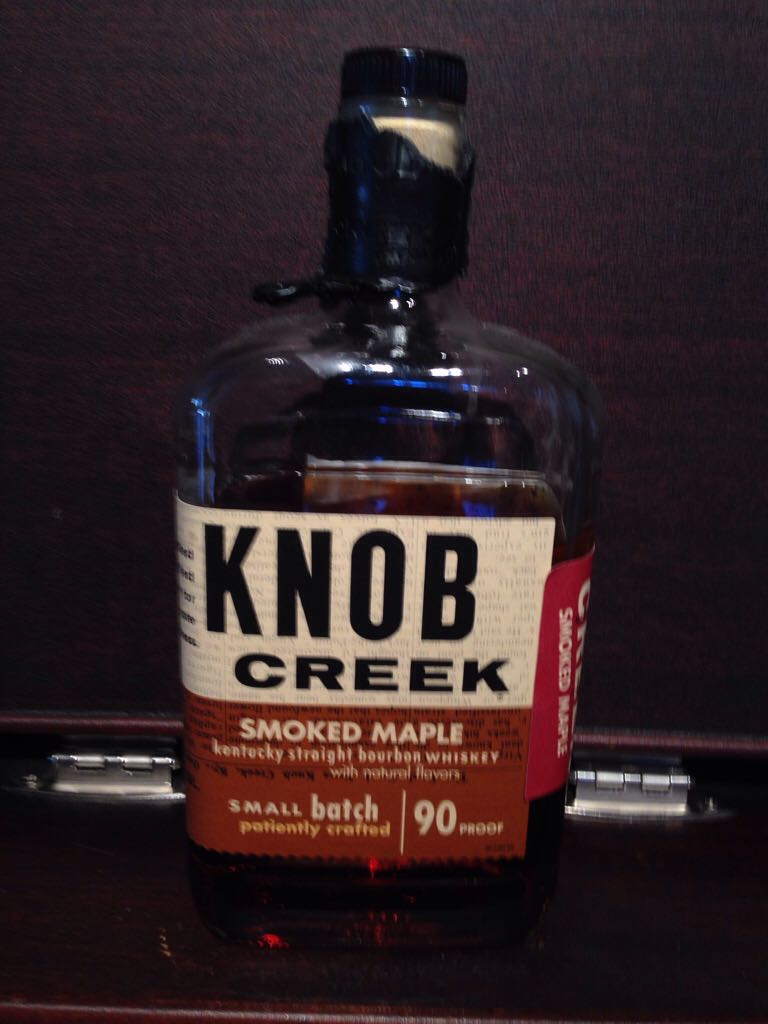 KNOB
CREEK
SMOKED MAPLE
kentucky straight bourbon WHISKEY
with natural flavors
SMALL batch
patiently crafted
90 PROOF
SMOKED MAPLE